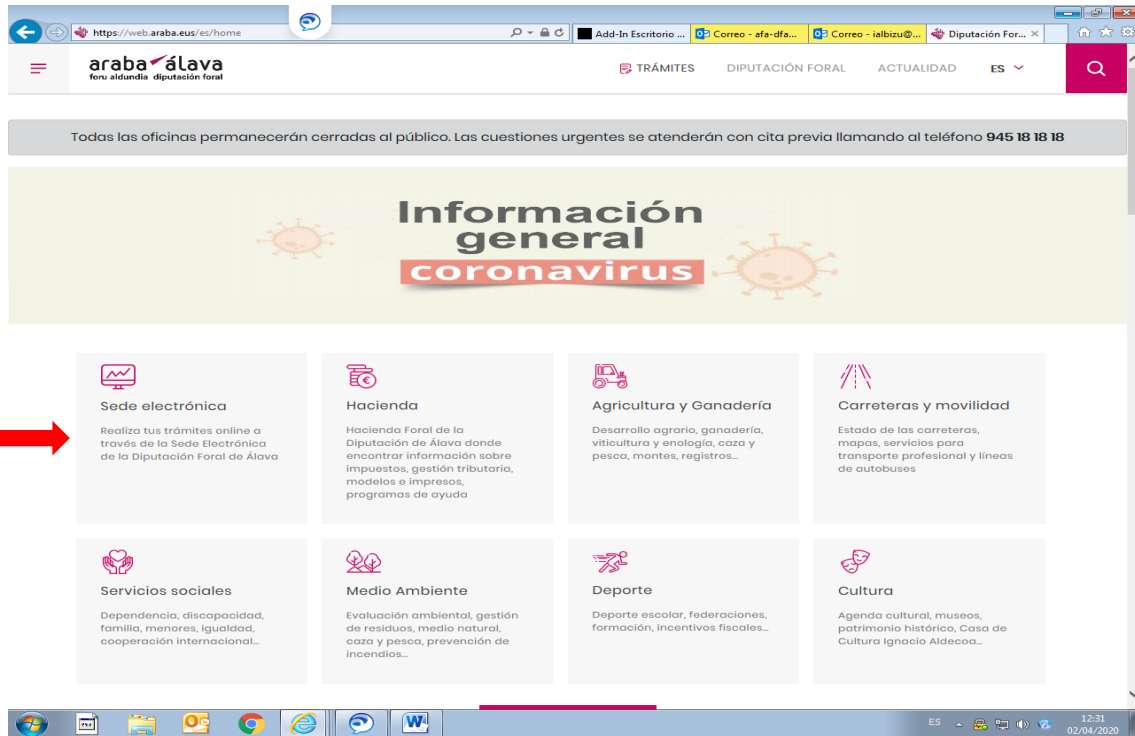 https://web.araba.eus/es/home
Add-In Escritorio ...
Correo - afa-dfa...
Correo - ialbizu@...
Diputación For...
araba álava
foru aldundia diputación foral
TRÁMITES
DIPUTACIÓN FORAL
ACTUALIDAD
ES
Todas las oficinas permanecerán cerradas al público. Las cuestiones urgentes se atenderán con cita previa llamando al teléfono 945 18 18 18
Información
general
coronavirus
Sede electrónica
Realiza tus trámites online a
través de la Sede Electrónica
de la Diputación Foral de Álava
Hacienda
Hacienda Foral de la
Diputación de Álava donde
encontrar información sobre
impuestos, gestión tributaria,
modelos e impresos,
programas de ayuda
Agricultura y Ganadería
Desarrollo agrario, ganadería,
viticultura y enología, caza y
pesca, montes, registros...
Carreteras y movilidad
Estado de las carreteras,
mapas, servicios para
transporte profesional y líneas
de autobuses
Servicios sociales
Dependencia, discapacidad,
familia, menores, igualdad,
cooperación internacional...
Medio Ambiente
Evaluación ambiental, gestión
de residuos, medio natural,
caza y pesca, prevención de
incendios...
Deporte
Deporte escolar, federaciones,
formación, incentivos fiscales...
Cultura
Agenda cultural, museos,
patrimonio histórico, Casa de
Cultura Ignacio Aldecoa...
ES
12:31
02/04/2020